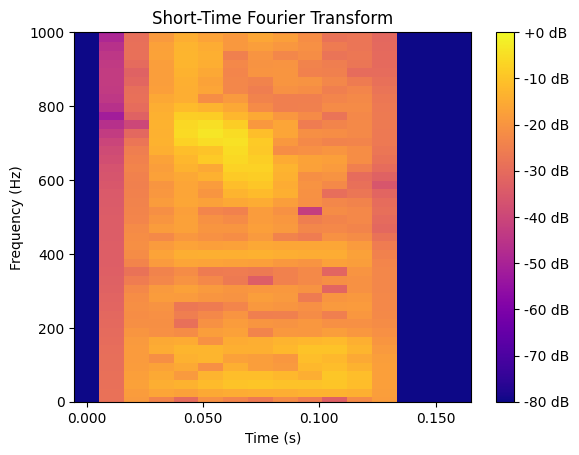 Short-Time Fourier Transform
1000
800
600
400
200
0
Frequency (Hz)
0.000
0.050
0.100
0.150
Time (s)
+0 dB
-10 dB
-20 dB
-30 dB
-40 dB
-50 dB
-60 dB
-70 dB
-80 dB